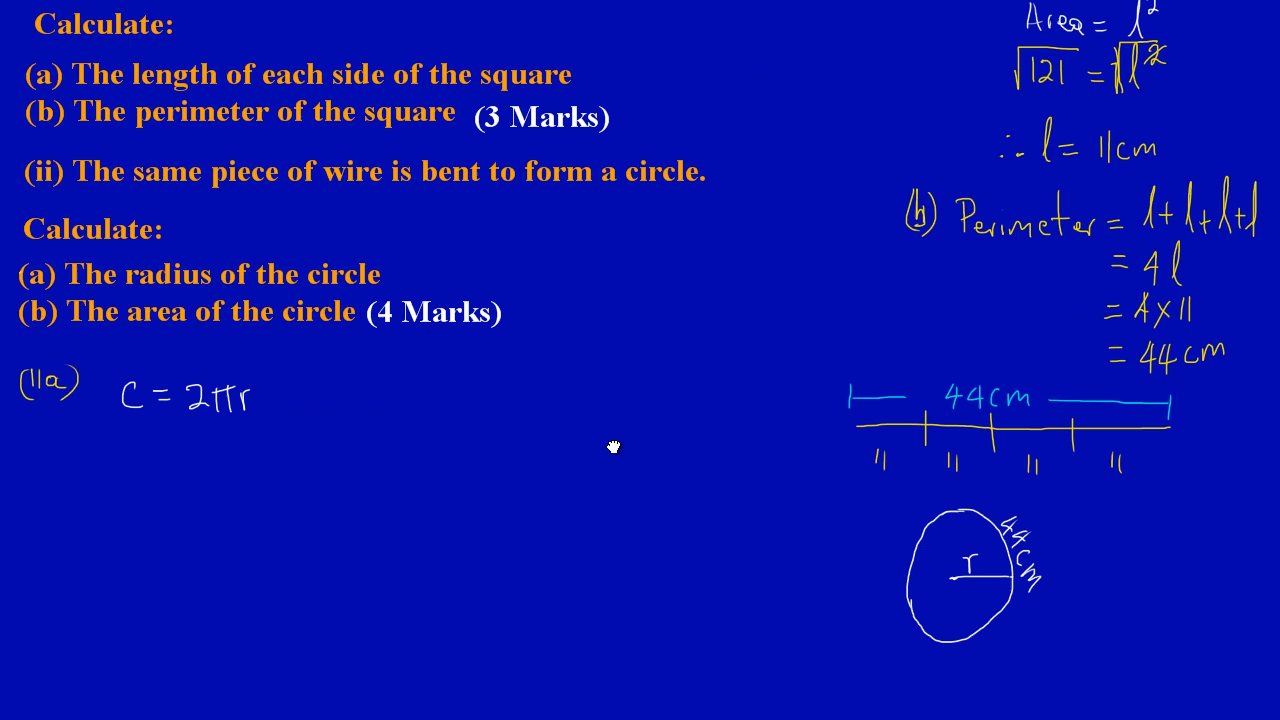 Calculate:
(a) The length of each side of the square
(b) The perimeter of the square (3 Marks)
(ii) The same piece of wire is bent to form a circle.
Calculate:
(a) The radius of the circle
(b) The area of the circle (4 Marks)
(11a) C = 2πr
Area = l²
√121 = √l²
∴ l = 11cm
(b) Perimeter = l + l + l + l
= 4l
= 4 × 11
= 44cm
44cm
11 11 11 11
r
44cm